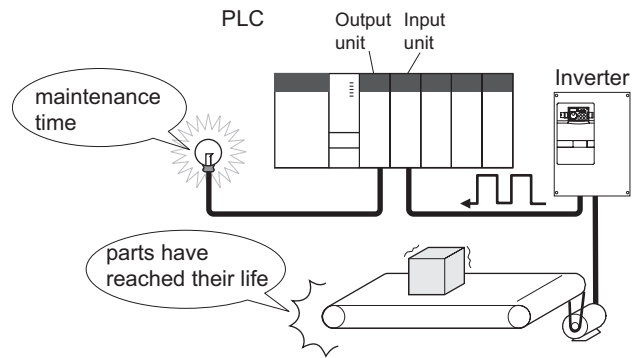 PLC
Output
unit
Input
unit
Inverter
maintenance
time
parts have
reached their life